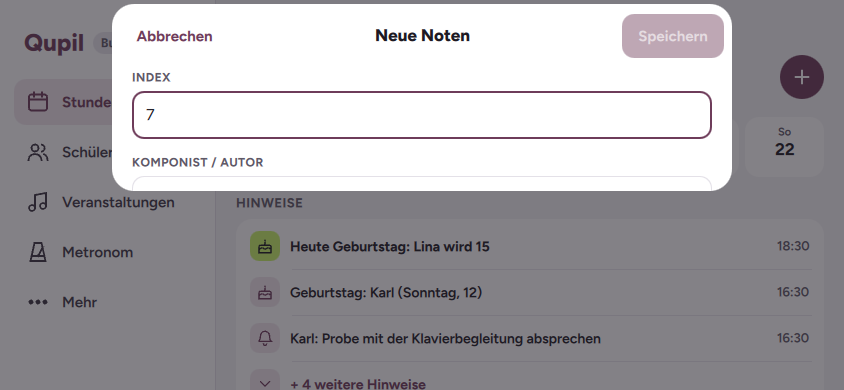 Abbrechen
Neue Noten
Speichern
INDEX
7
KOMPONIST / AUTOR
Qupil
Schüler
Veranstaltungen
Metronom
Mehr
So
22
HINWEISE
Heute Geburtstag: Lina wird 15
18:30
Geburtstag: Karl (Sonntag, 12)
16:30
Karl: Probe mit der Klavierbegleitung absprechen
16:30
+ 4 weitere Hinweise